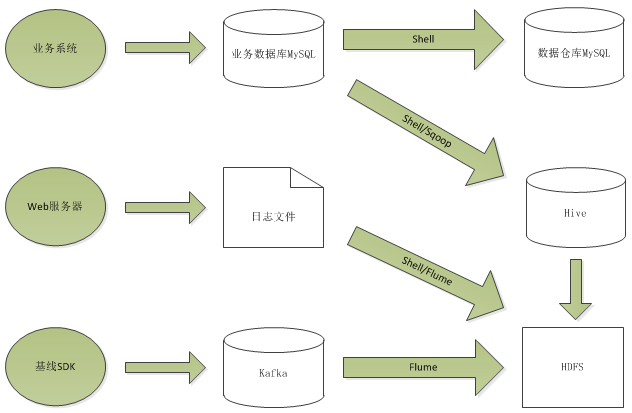 业务系统
业务数据库MySQL
Shell
数据仓库MySQL
Shell/Sqoop
Web服务器
日志文件
Hive
Shell/Flume
基线SDK
Kafka
Flume
HDFS